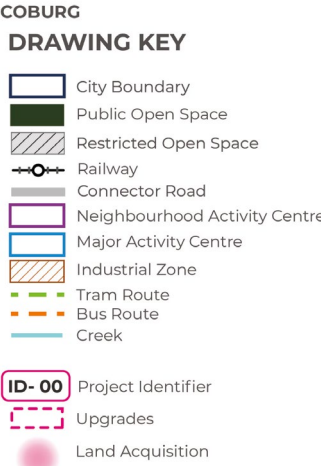 COBURG
DRAWING KEY
City Boundary
Public Open Space
Restricted Open Space
Railway
Connector Road
Neighbourhood Activity Centre
Major Activity Centre
Industrial Zone
Tram Route
Bus Route
Creek
ID- 00 Project Identifier
Upgrades
Land Acquisition